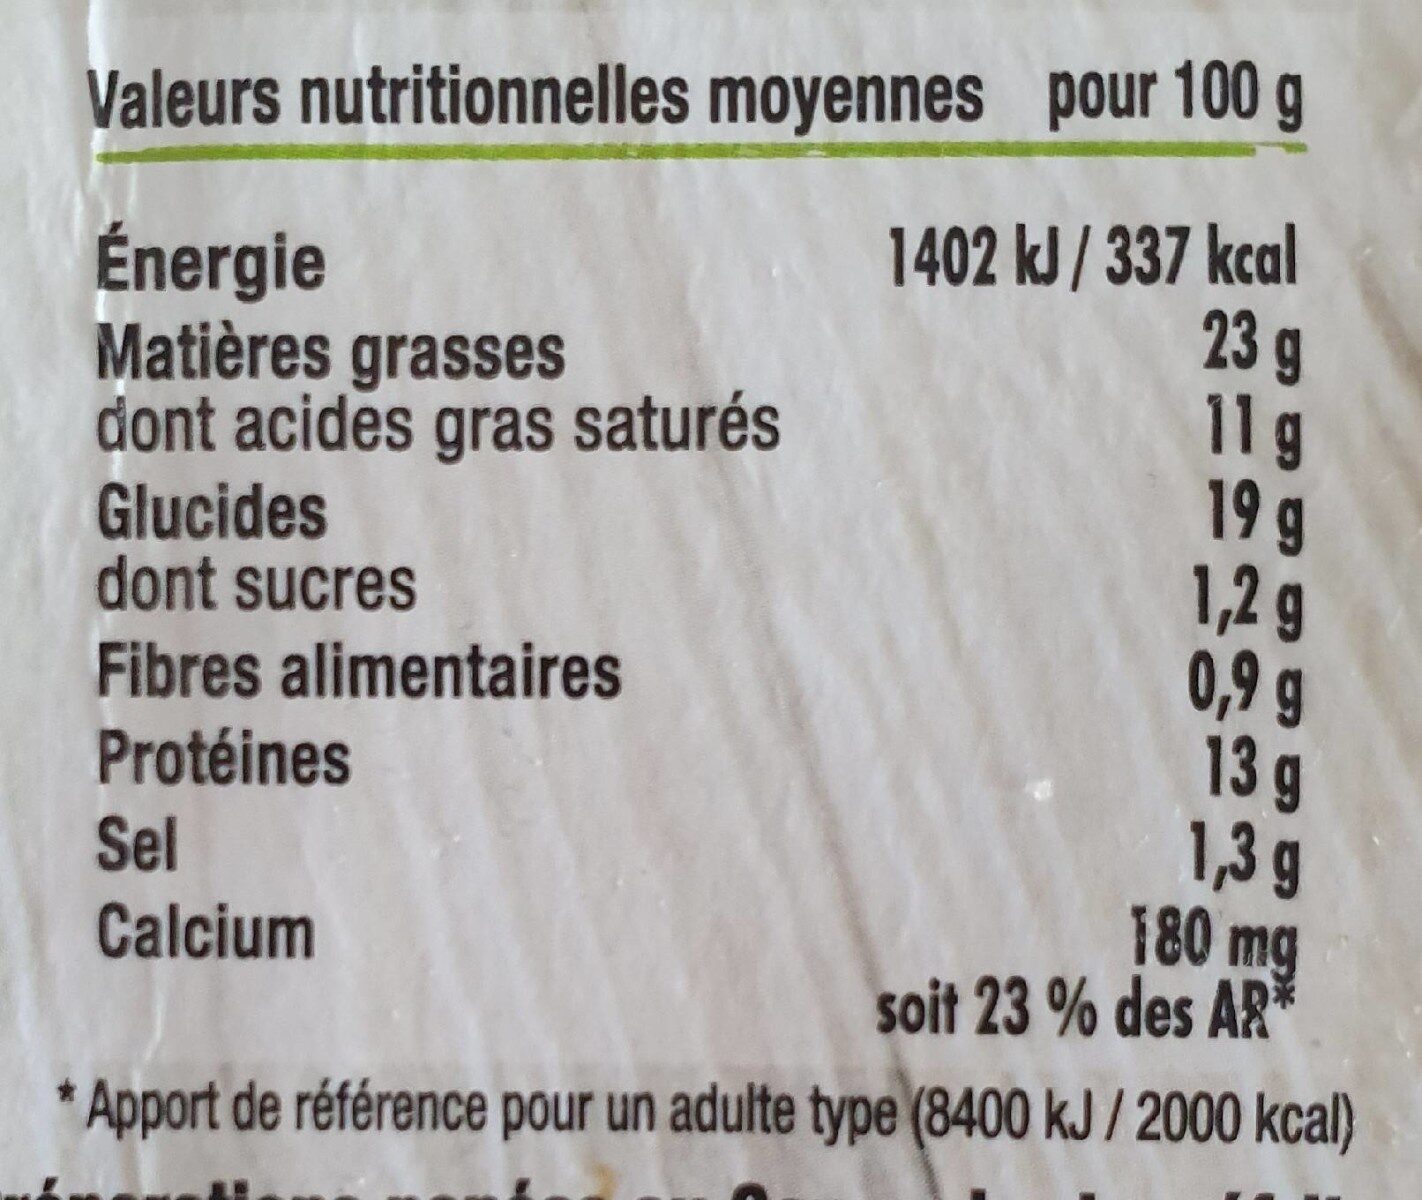 Valeurs nutritionnelles moyennes pour 100 g
Énergie 1402 kJ / 337 kcal
Matières grasses 23 g
dont acides gras saturés 11 g
Glucides 19 g
dont sucres 1,2 g
Fibres alimentaires 0,9 g
Protéines 13 g
Sel 1,3 g
Calcium 180 mg
soit 23 % des AR*
* Apport de référence pour un adulte type (8400 kJ / 2000 kcal)